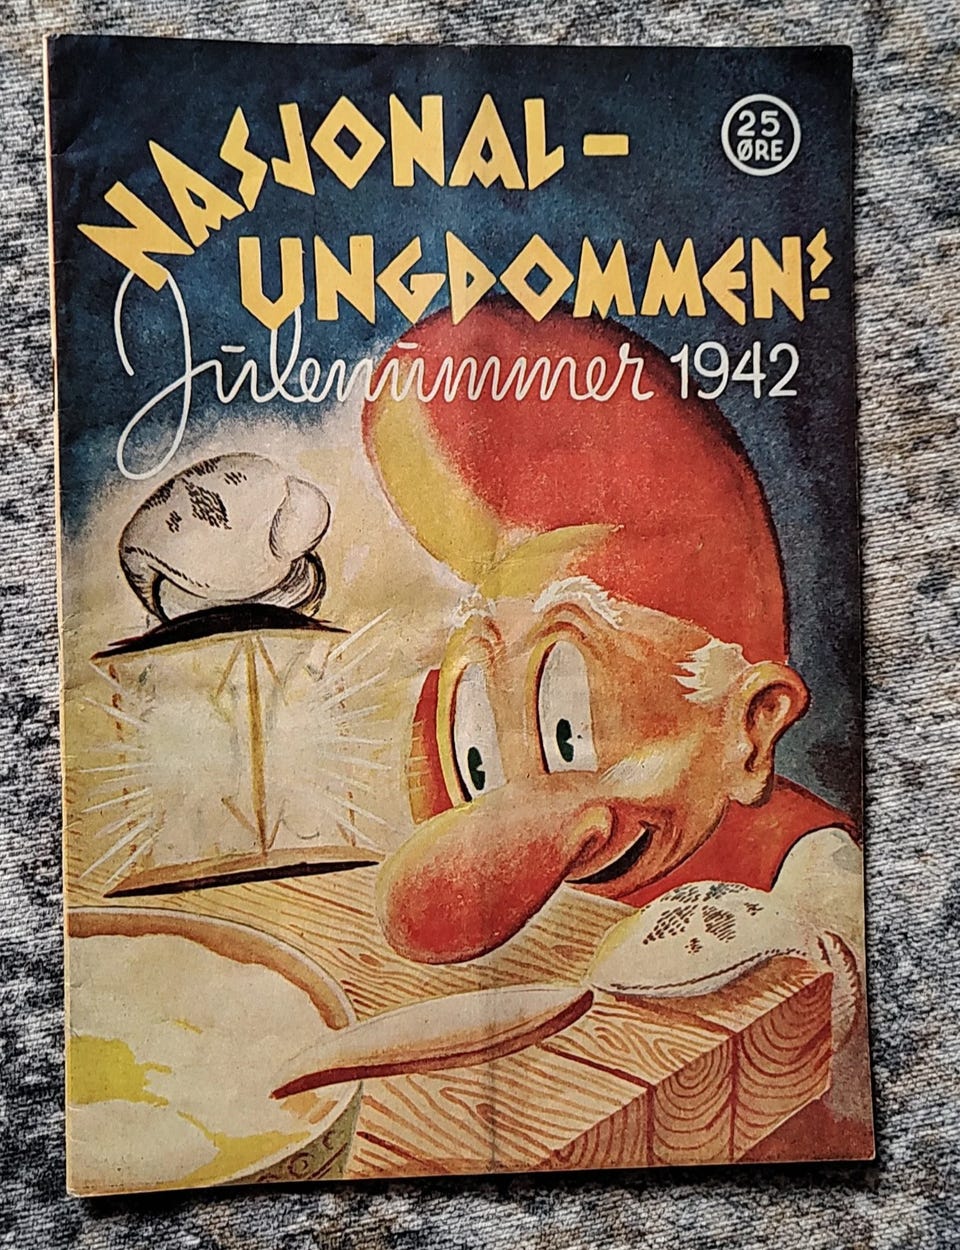 NASJONAL-
25
ØRE
UNGDOMMENS-
Julenummer 1942